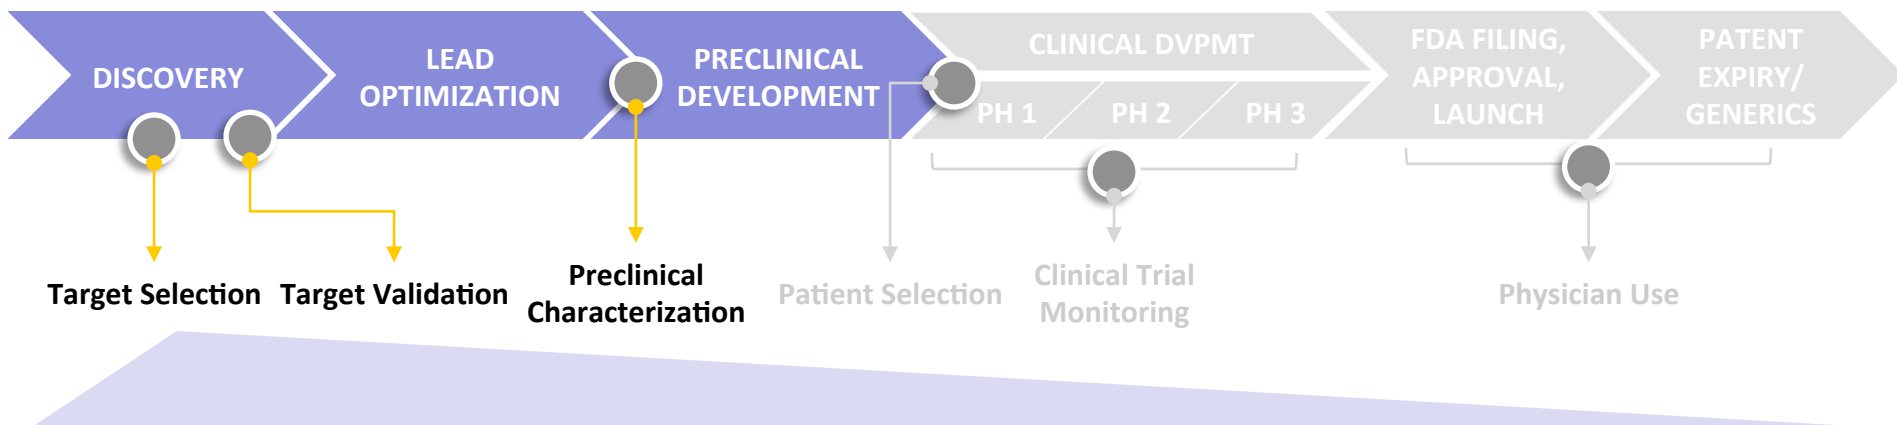 DISCOVERY
LEAD
OPTIMIZATION
PRECLINICAL
DEVELOPMENT
CLINICAL DVPMT
PH 1
PH 2
PH 3
FDA FILING,
APPROVAL,
LAUNCH
PATENT
EXPIRY/
GENERICS
Target Selection
Target Validation
Preclinical
Characterization
Patient Selection
Clinical Trial
Monitoring
Physician Use